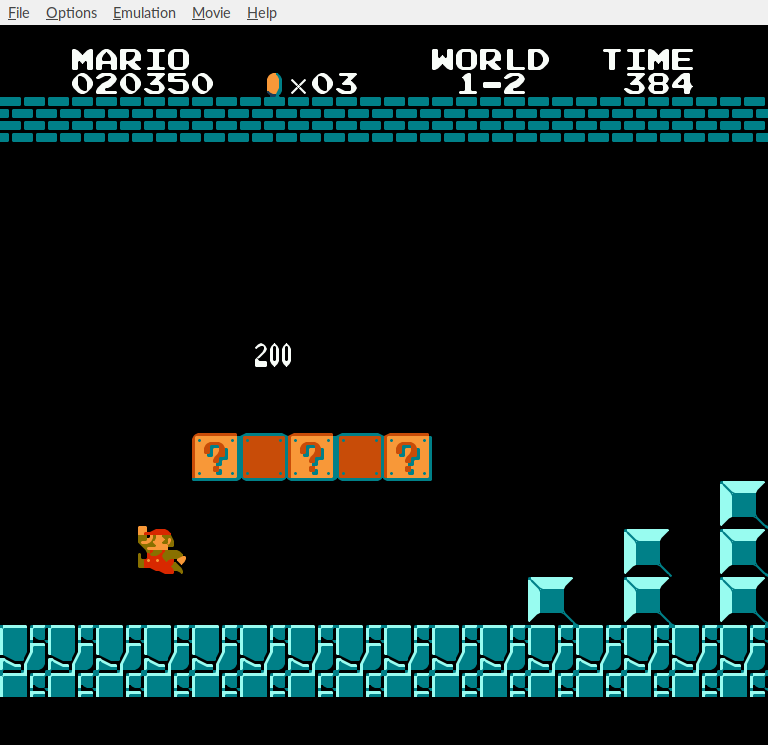 File Options Emulation Movie Help
MARIO WORLD TIME
020350 ×03 1-2 384
200
? ? ?